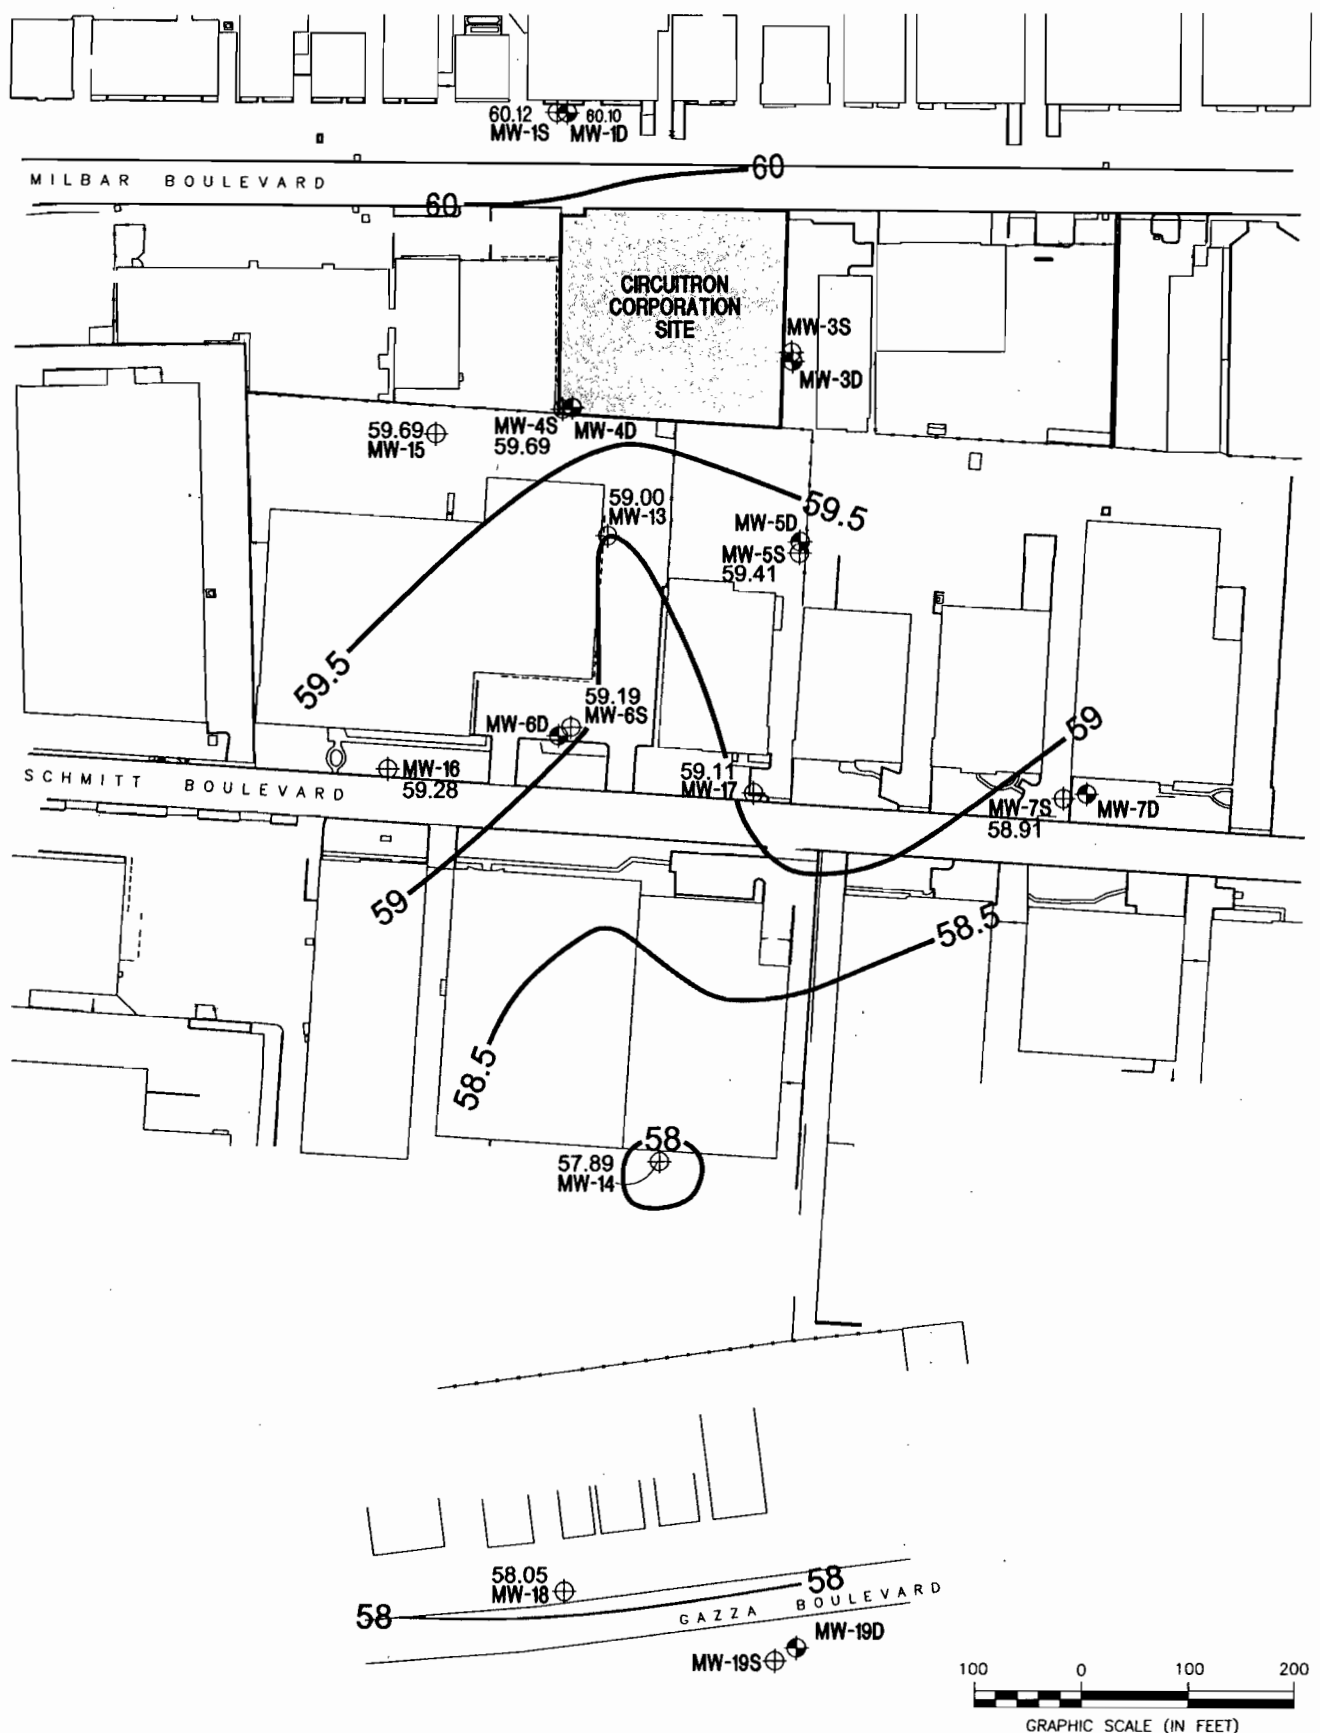 60.12
MW-1S
60.10
MW-1D
60
MILBAR BOULEVARD
60
CIRCUITRON
CORPORATION
SITE
MW-3S
MW-3D
59.69
MW-15
MW-4S
59.69
MW-4D
59.00
MW-13
59.5
MW-5D
MW-5S
59.41
59.5
59.19
MW-6S
MW-6D
59
MW-16
59.28
59.11
MW-17
MW-7S
58.91
MW-7D
SCHMITT BOULEVARD
59
58.5
58.5
58
57.89
MW-14
58.05
MW-18
58
58
GAZZA BOULEVARD
MW-19D
MW-19S
100 0 100 200
GRAPHIC SCALE (IN FEET)